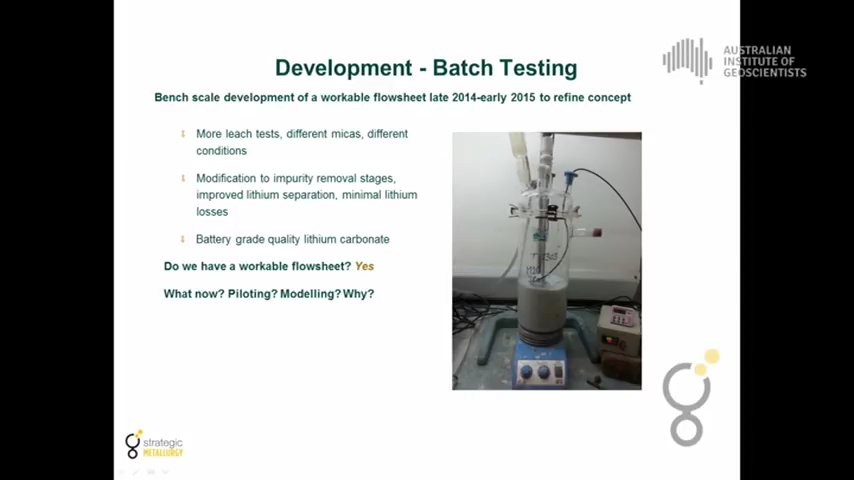 Development - Batch Testing
AUSTRALIAN
INSTITUTE OF
GEOSCIENTISTS
Bench scale development of a workable flowsheet late 2014-early 2015 to refine concept
More leach tests, different micas, different
conditions
Modification to impurity removal stages,
improved lithium separation, minimal lithium
losses
Battery grade quality lithium carbonate
Do we have a workable flowsheet? Yes
What now? Piloting? Modelling? Why?
strategic
METALLURGY